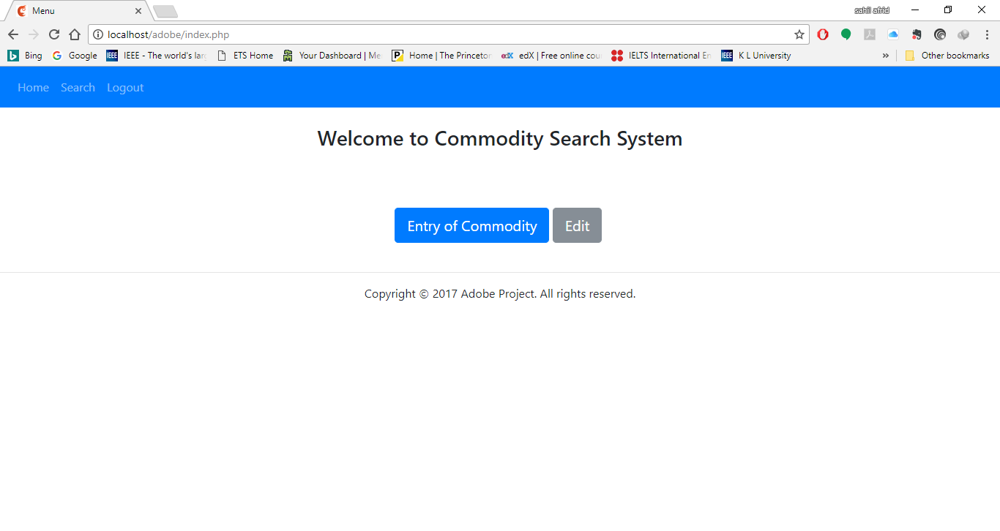 Menu
sahil afrid
localhost/adobe/index.php
Bing
Google
IEEE - The world's lar
ETS Home
Your Dashboard | Me
Home | The Princeton
edX | Free online cou
IELTS International En
K L University
»
Other bookmarks
Home
Search
Logout
Welcome to Commodity Search System
Entry of Commodity
Edit
Copyright © 2017 Adobe Project. All rights reserved.